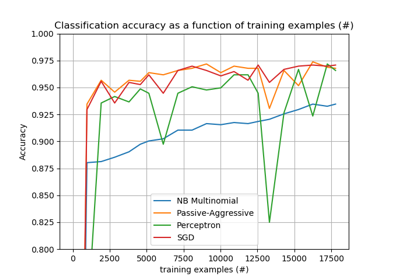 Classification accuracy as a function of training examples (#)
1.000
0.975
0.950
0.925
0.900
0.875
0.850
0.825
0.800
Accuracy
NB Multinomial
Passive-Aggressive
Perceptron
SGD
0 2500 5000 7500 10000 12500 15000 17500
training examples (#)